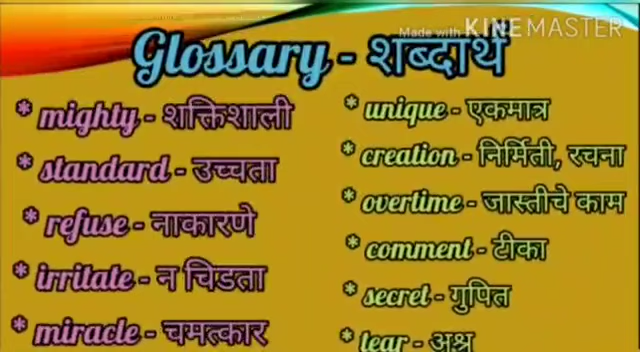 Made with KINEMASTER
Glossary - शब्दार्थ
* mighty - शक्तिशाली
* standard - उच्चता
* refuse - नाकारणे
* irritate - न चिडता
* miracle - चमत्कार
* unique - एकमात्र
* creation - निर्मिती, रचना
* overtime - जास्तीचे काम
* comment - टीका
* secret - गुपित
* tear - अश्रू